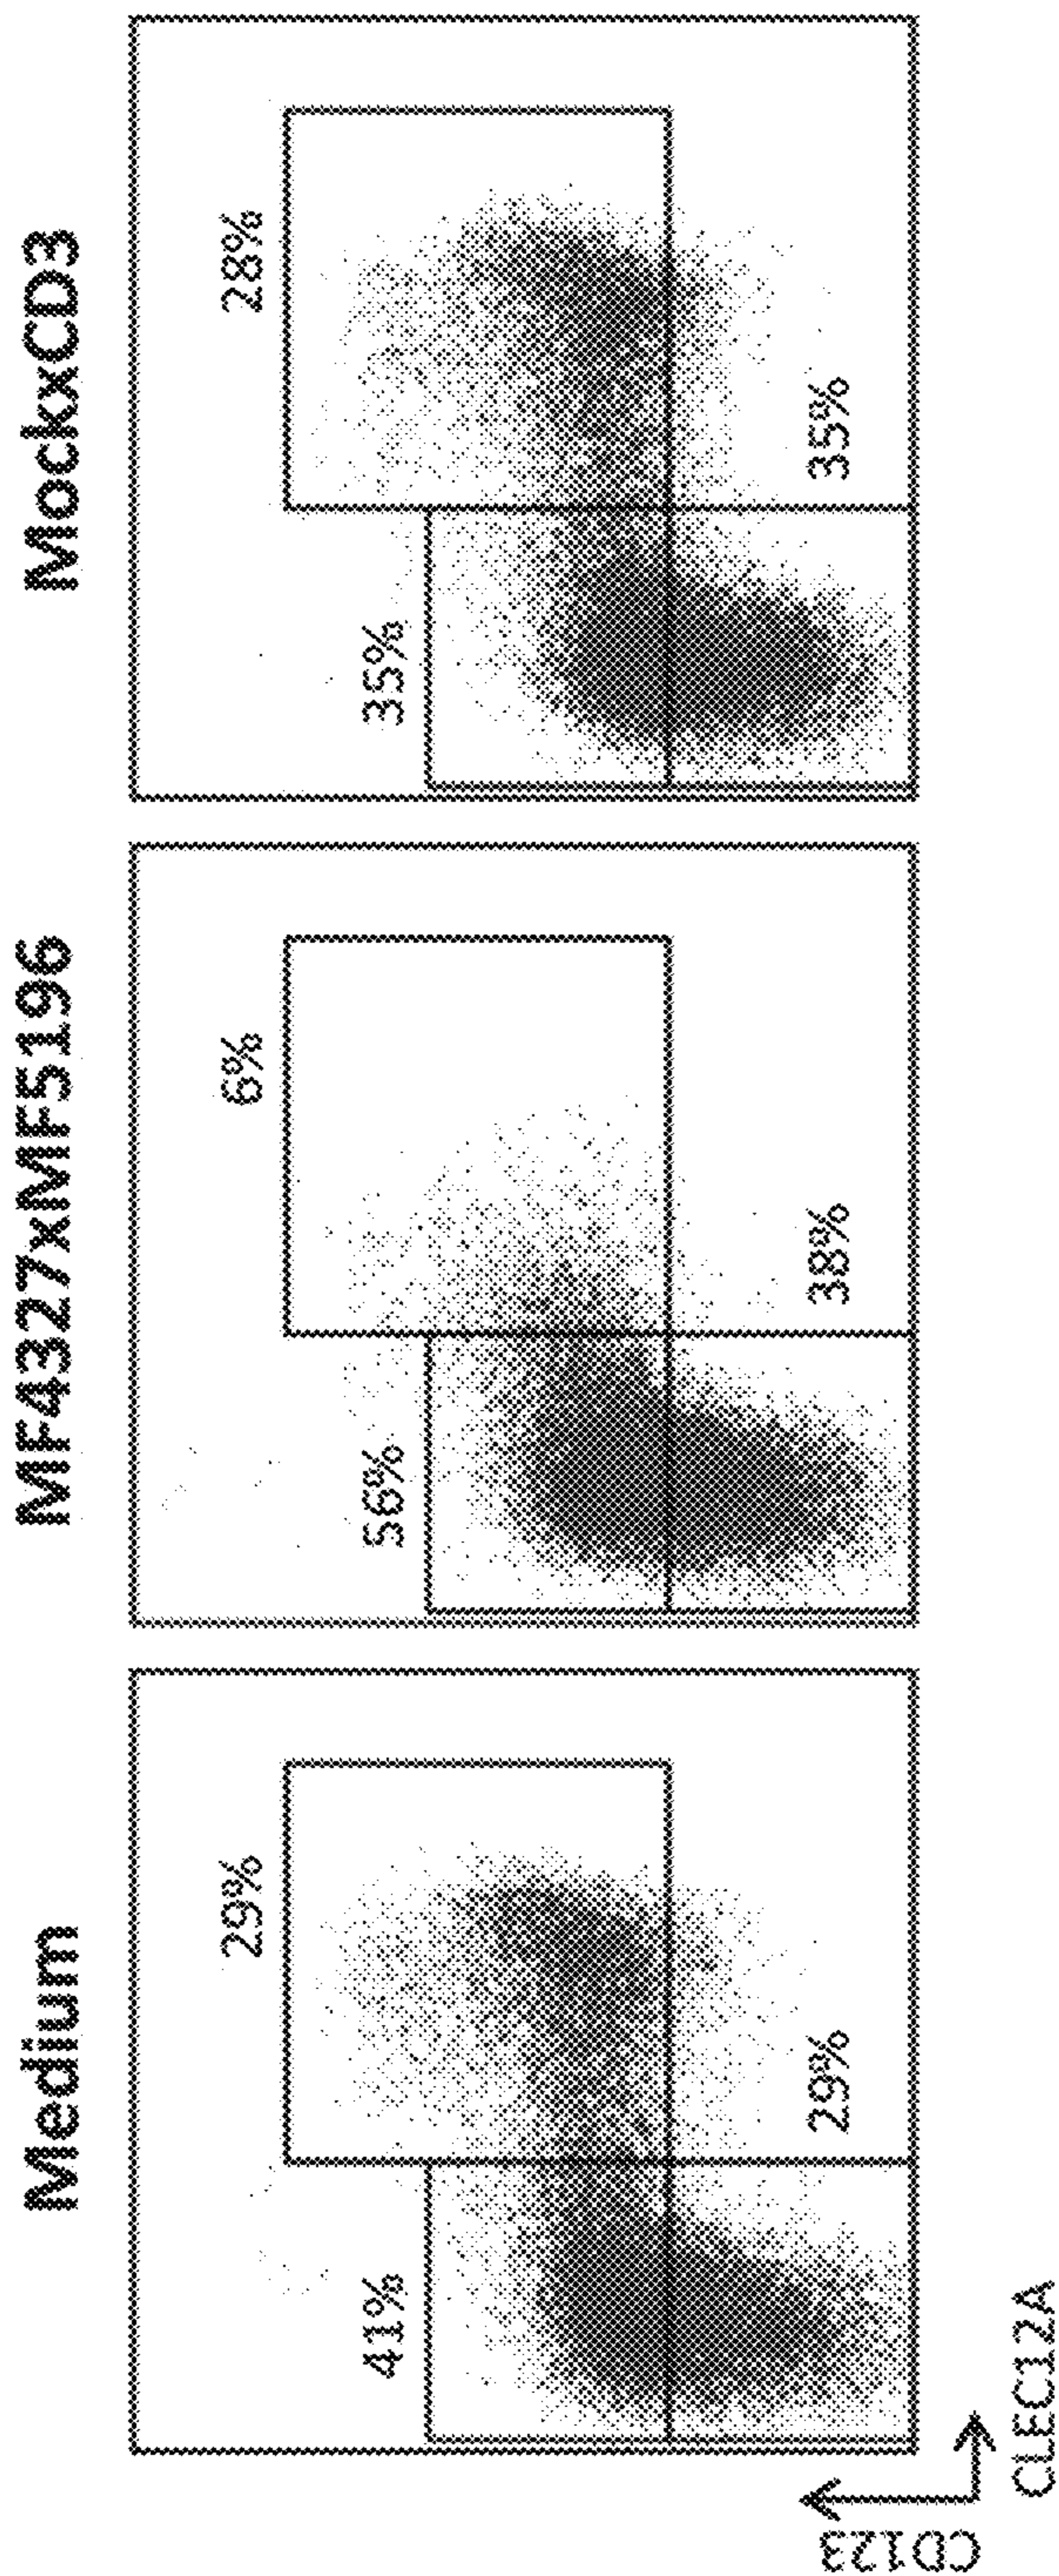 Medium
MF4327xMF5196
MockxCD3
41%
29%
29%
56%
6%
38%
35%
28%
35%
CD123
CLEC12A